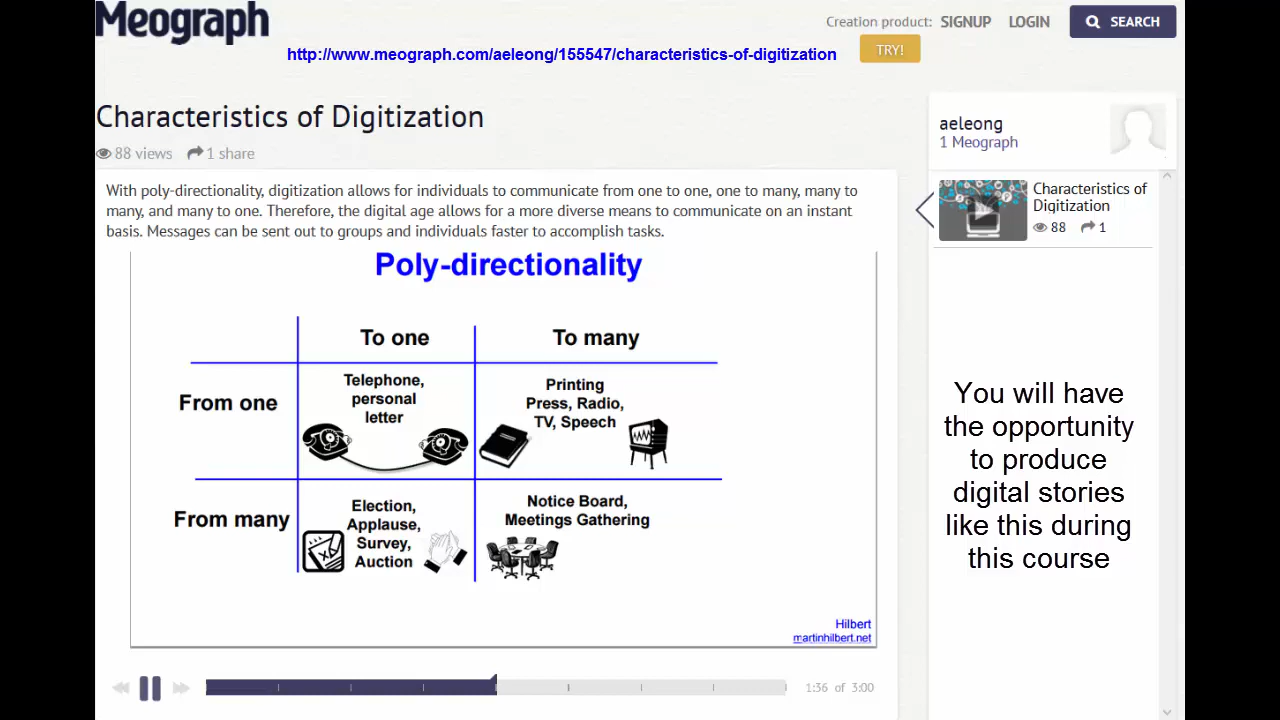 Meograph
Creation product: SIGNUP LOGIN SEARCH
http://www.meograph.com/aeleong/155547/characteristics-of-digitization
TRY!
Characteristics of Digitization
88 views 1 share
With poly-directionality, digitization allows for individuals to communicate from one to one, one to many, many to
many, and many to one. Therefore, the digital age allows for a more diverse means to communicate on an instant
basis. Messages can be sent out to groups and individuals faster to accomplish tasks.
Poly-directionality
To one To many
From one
Telephone,
personal
letter
Printing
Press, Radio,
TV, Speech
From many
Election,
Applause,
Survey,
Auction
Notice Board,
Meetings Gathering
Hilbert
martinhilbert.net
1:36 of 3:00
aeleong
1 Meograph
Characteristics of
Digitization
88 1
You will have
the opportunity
to produce
digital stories
like this during
this course